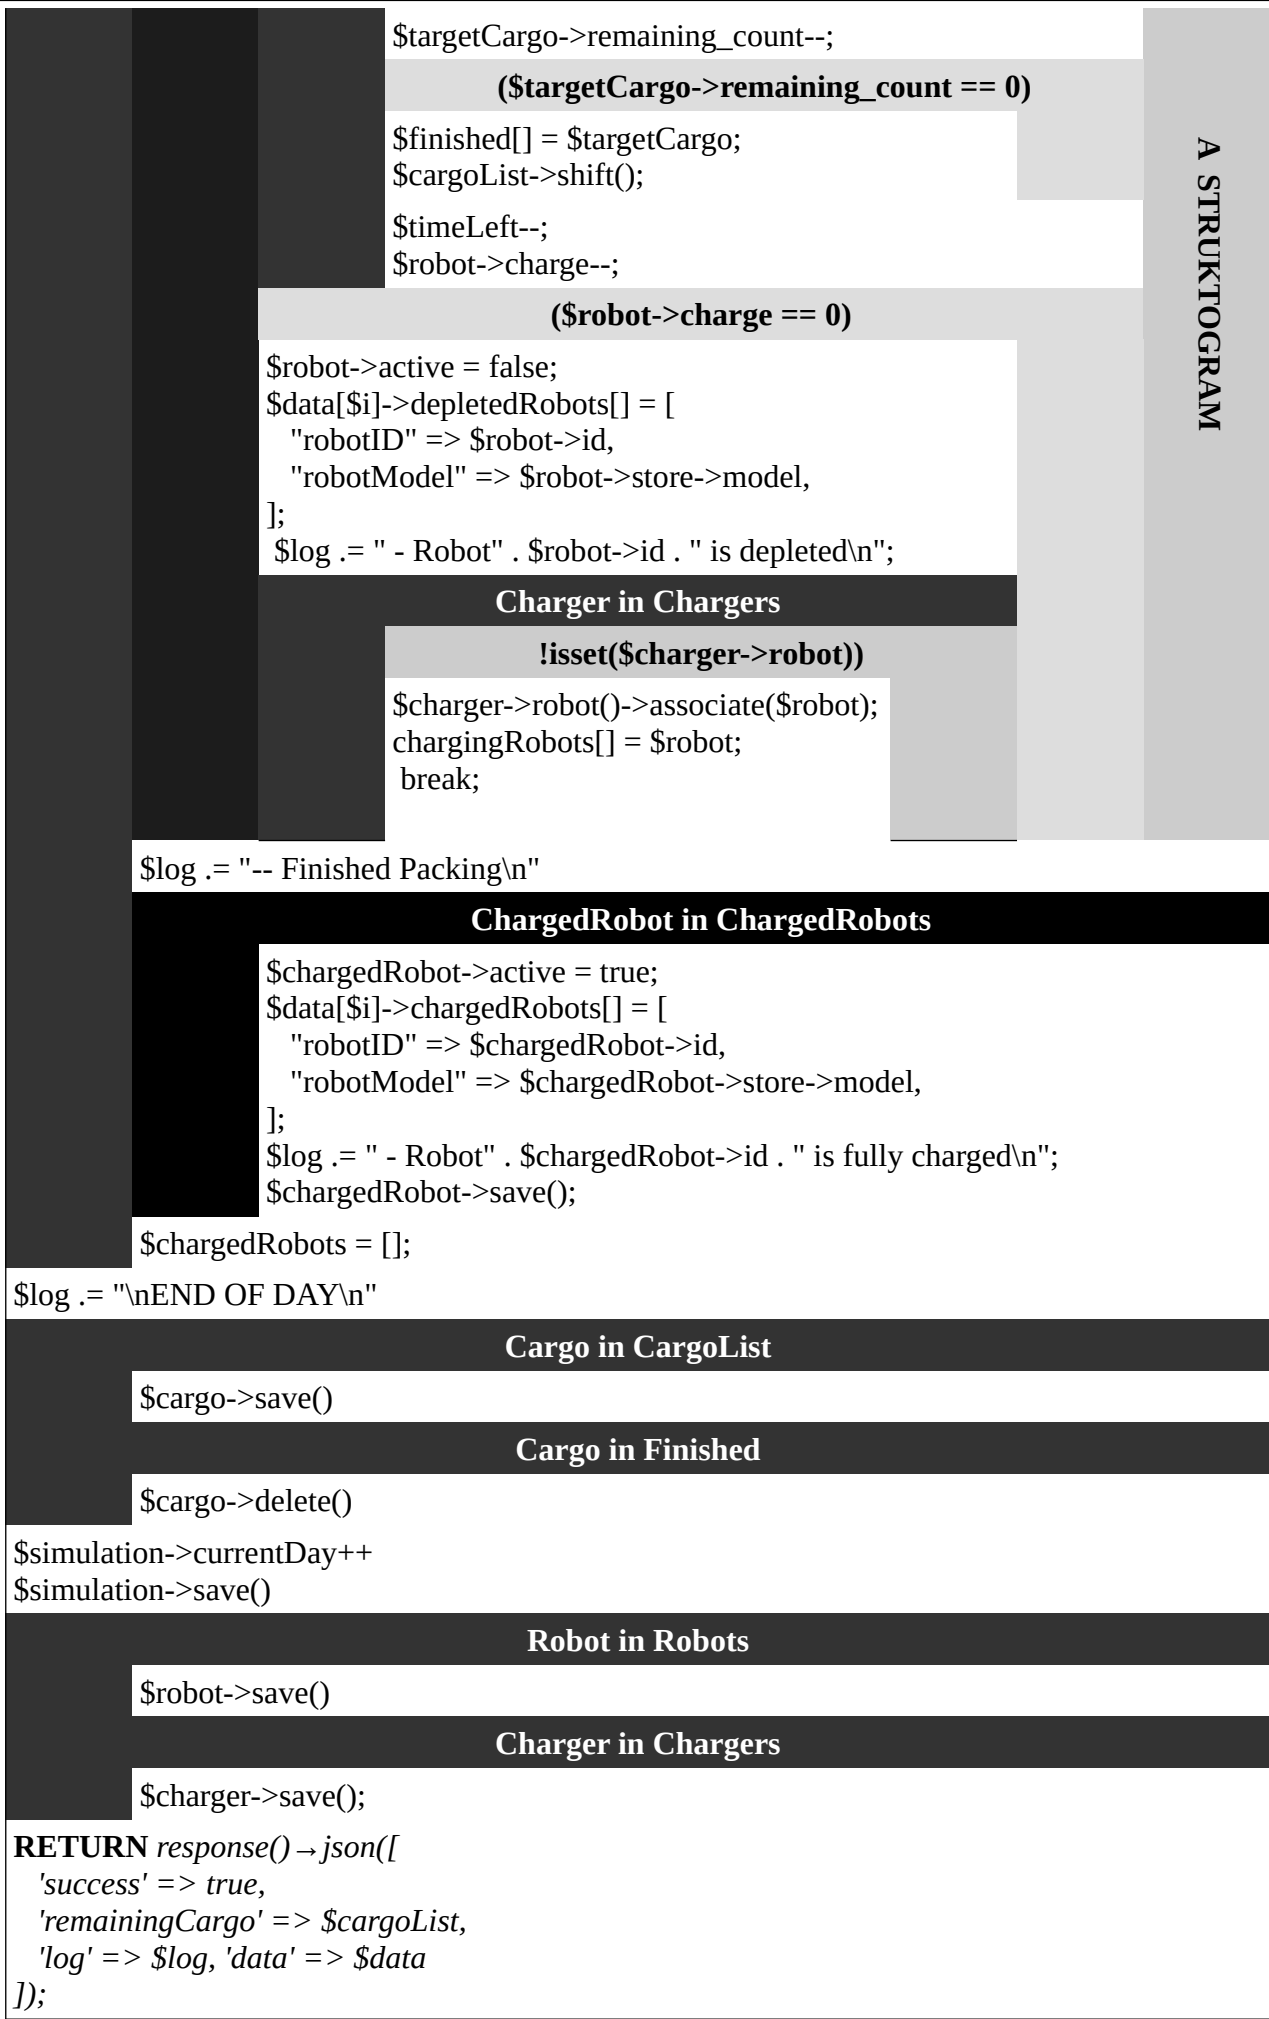 $targetCargo->remaining_count--;
($targetCargo->remaining_count == 0)
$finished[] = $targetCargo;
$cargoList->shift();
$timeLeft--;
$robot->charge--;
A STRUKTOGRAM
($robot->charge == 0)
$robot->active = false;
$data[$i]->depletedRobots[] = [
"robotID" => $robot->id,
"robotModel" => $robot->store->model,
];
$log .= " - Robot" . $robot->id . " is depleted\n";
Charger in Chargers
!isset($charger->robot))
$charger->robot()->associate($robot);
chargingRobots[] = $robot;
break;
$log .= "-- Finished Packing\n"
ChargedRobot in ChargedRobots
$chargedRobot->active = true;
$data[$i]->chargedRobots[] = [
"robotID" => $chargedRobot->id,
"robotModel" => $chargedRobot->store->model,
];
$log .= " - Robot" . $chargedRobot->id . " is fully charged\n";
$chargedRobot->save();
$chargedRobots = [];
$log .= "\nEND OF DAY\n"
Cargo in CargoList
$cargo->save()
Cargo in Finished
$cargo->delete()
$simulation->currentDay++
$simulation->save()
Robot in Robots
$robot->save()
Charger in Chargers
$charger->save();
RETURN response()→json([
'success' => true,
'remainingCargo' => $cargoList,
'log' => $log, 'data' => $data
]);